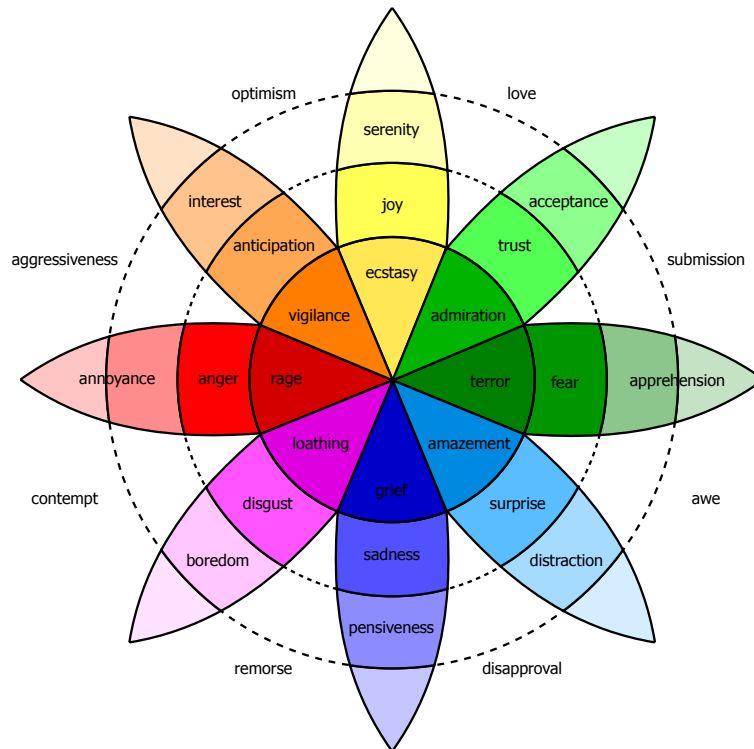 optimism
love
serenity
interest
acceptance
joy
anticipation
trust
aggressiveness
submission
ecstasy
vigilance
admiration
annoyance
anger
rage
terror
fear
apprehension
loathing
amazement
contempt
disgust
grief
surprise
awe
boredom
sadness
distraction
pensiveness
remorse
disapproval